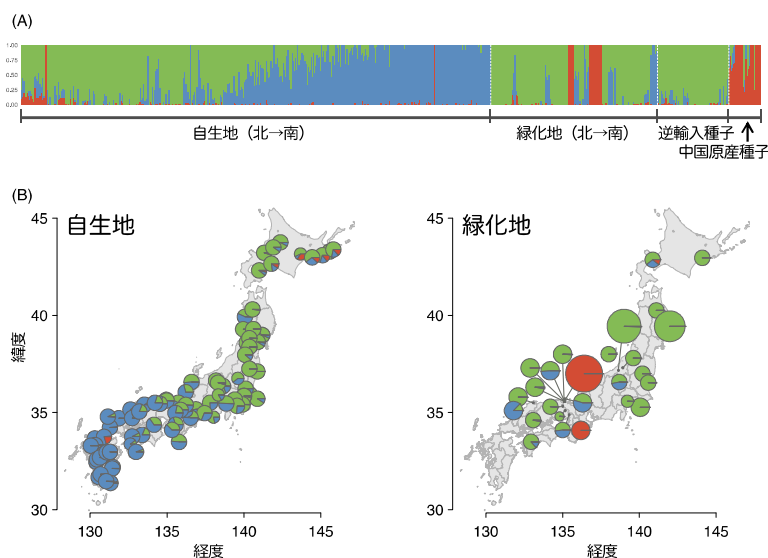 (A)
1.00
0.75
0.50
0.25
0.00
自生地（北→南）
緑化地（北→南）
逆輸入種子
中国原産種子
(B)
自生地
45
40
35
30
緯度
130
135
140
145
経度
緑化地
45
40
35
30
130
135
140
145
経度